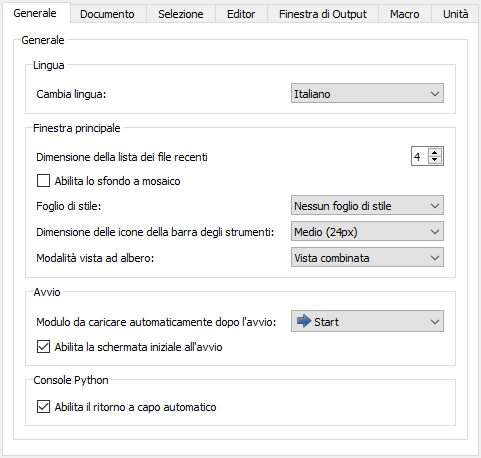 Generale Documento Selezione Editor Finestra di Output Macro Unità
Generale
Lingua
Cambia lingua: Italiano
Finestra principale
Dimensione della lista dei file recenti 4
Abilita lo sfondo a mosaico
Foglio di stile: Nessun foglio di stile
Dimensione delle icone della barra degli strumenti: Medio (24px)
Modalità vista ad albero: Vista combinata
Avvio
Modulo da caricare automaticamente dopo l'avvio: Start
Abilita la schermata iniziale all'avvio
Console Python
Abilita il ritorno a capo automatico